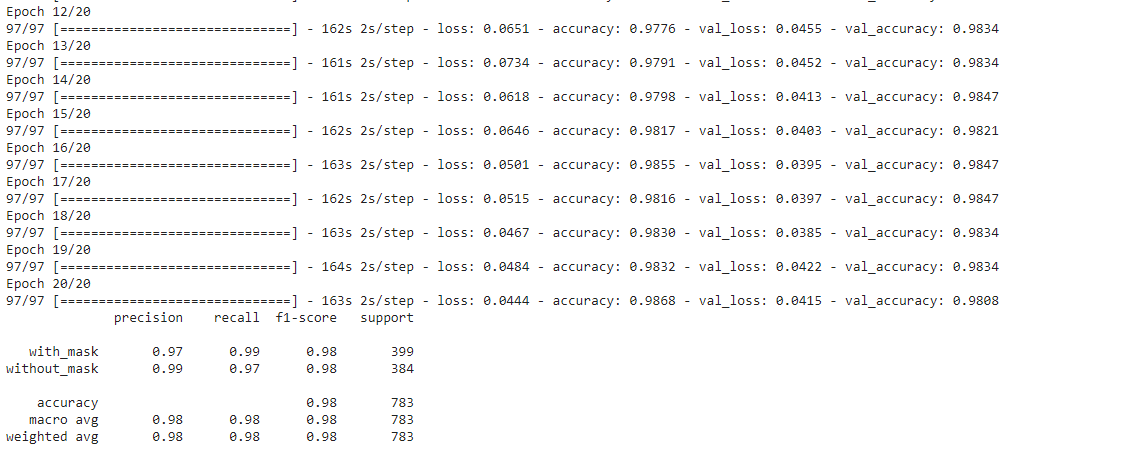 Epoch 12/20
97/97 [==============================] - 162s 2s/step - loss: 0.0651 - accuracy: 0.9776 - val_loss: 0.0455 - val_accuracy: 0.9834
Epoch 13/20
97/97 [==============================] - 161s 2s/step - loss: 0.0734 - accuracy: 0.9791 - val_loss: 0.0452 - val_accuracy: 0.9834
Epoch 14/20
97/97 [==============================] - 161s 2s/step - loss: 0.0618 - accuracy: 0.9798 - val_loss: 0.0413 - val_accuracy: 0.9847
Epoch 15/20
97/97 [==============================] - 162s 2s/step - loss: 0.0646 - accuracy: 0.9817 - val_loss: 0.0403 - val_accuracy: 0.9821
Epoch 16/20
97/97 [==============================] - 163s 2s/step - loss: 0.0501 - accuracy: 0.9855 - val_loss: 0.0395 - val_accuracy: 0.9847
Epoch 17/20
97/97 [==============================] - 162s 2s/step - loss: 0.0515 - accuracy: 0.9816 - val_loss: 0.0397 - val_accuracy: 0.9847
Epoch 18/20
97/97 [==============================] - 163s 2s/step - loss: 0.0467 - accuracy: 0.9830 - val_loss: 0.0385 - val_accuracy: 0.9834
Epoch 19/20
97/97 [==============================] - 164s 2s/step - loss: 0.0484 - accuracy: 0.9832 - val_loss: 0.0422 - val_accuracy: 0.9834
Epoch 20/20
97/97 [==============================] - 163s 2s/step - loss: 0.0444 - accuracy: 0.9868 - val_loss: 0.0415 - val_accuracy: 0.9808
precision recall f1-score support
with_mask 0.97 0.99 0.98 399
without_mask 0.99 0.97 0.98 384
accuracy 0.98 783
macro avg 0.98 0.98 0.98 783
weighted avg 0.98 0.98 0.98 783